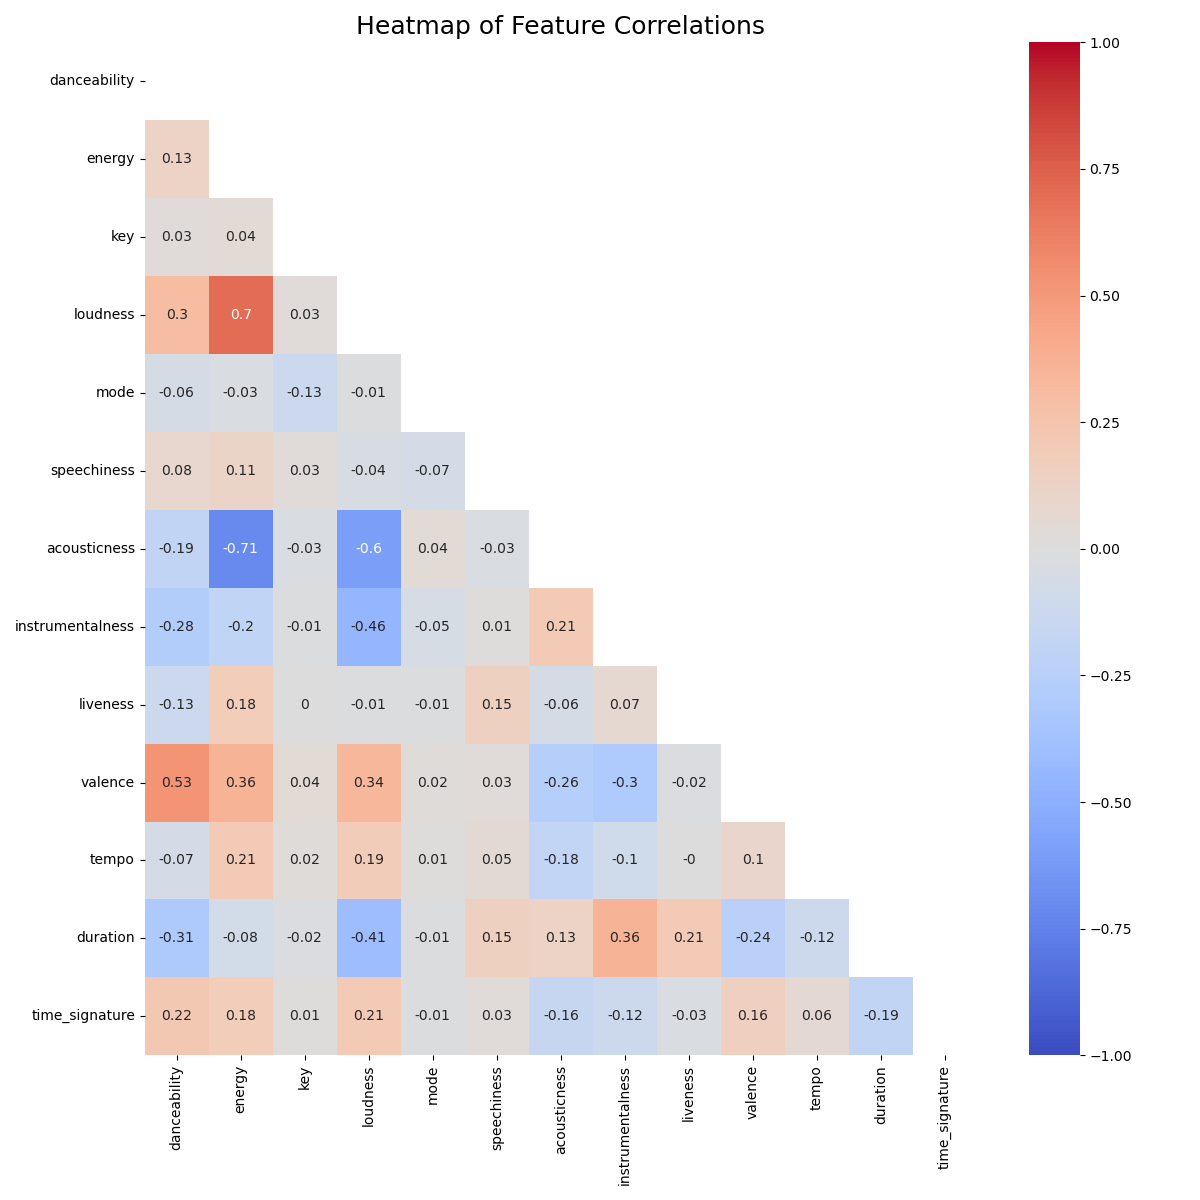 Heatmap of Feature Correlations
danceability
energy 0.13
key 0.03 0.04
loudness 0.3 0.7 0.03
mode -0.06 -0.03 -0.13 -0.01
speechiness 0.08 0.11 0.03 -0.04 -0.07
acousticness -0.19 -0.71 -0.03 -0.6 0.04 -0.03
instrumentalness -0.28 -0.2 -0.01 -0.46 -0.05 0.01 0.21
liveness -0.13 0.18 0 -0.01 -0.01 0.15 -0.06 0.07
valence 0.53 0.36 0.04 0.34 0.02 0.03 -0.26 -0.3 -0.02
tempo -0.07 0.21 0.02 0.19 0.01 0.05 -0.18 -0.1 -0 0.1
duration -0.31 -0.08 -0.02 -0.41 -0.01 0.15 0.13 0.36 0.21 -0.24 -0.12
time_signature 0.22 0.18 0.01 0.21 -0.01 0.03 -0.16 -0.12 -0.03 0.16 0.06 -0.19
danceability
energy
key
loudness
mode
speechiness
acousticness
instrumentalness
liveness
valence
tempo
duration
time_signature
1.00
0.75
0.50
0.25
0.00
−0.25
−0.50
−0.75
−1.00